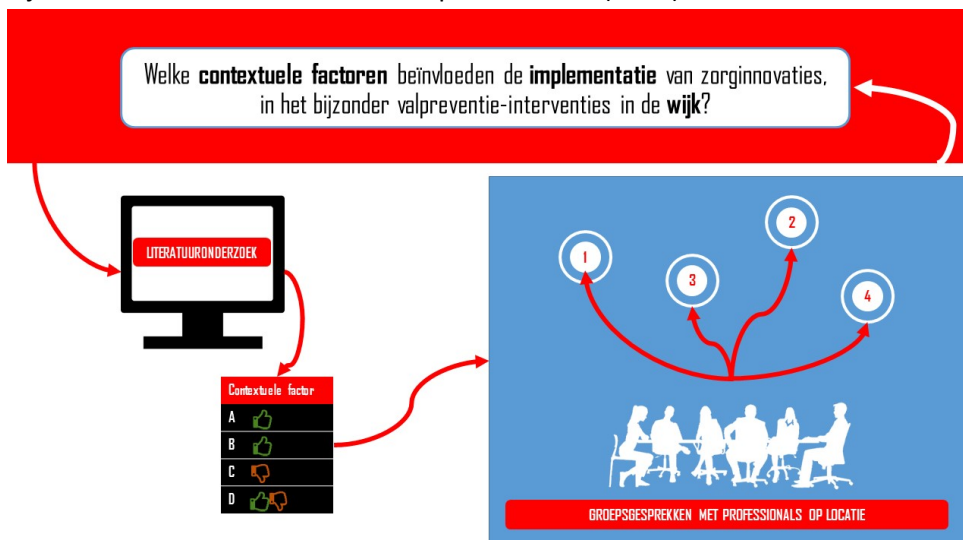 Welke contextuele factoren beïnvloeden de implementatie van zorginnovaties,
in het bijzonder valpreventie-interventies in de wijk?
LITERATUURONDERZOEK
Contextuele factor
A
B
C
D
1
2
3
4
GROEPSGESPREKKEN MET PROFESSIONALS OP LOCATIE